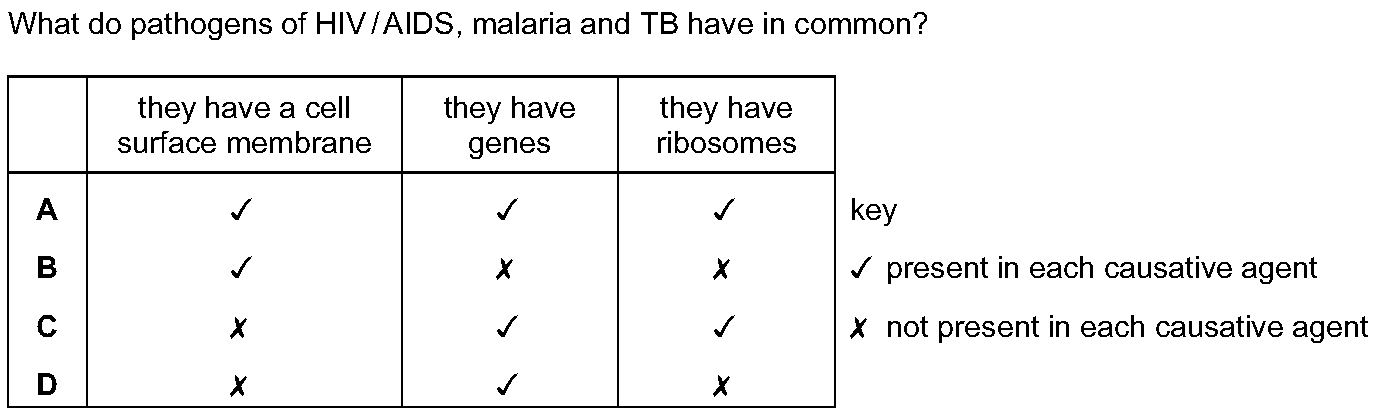 What do pathogens of HIV/AIDS, malaria and TB have in common?
they have a cell surface membrane | they have genes | they have ribosomes
A ✓ ✓ ✓
B ✓ ✗ ✗
C ✗ ✓ ✓
D ✗ ✓ ✗
key
✓ present in each causative agent
✗ not present in each causative agent